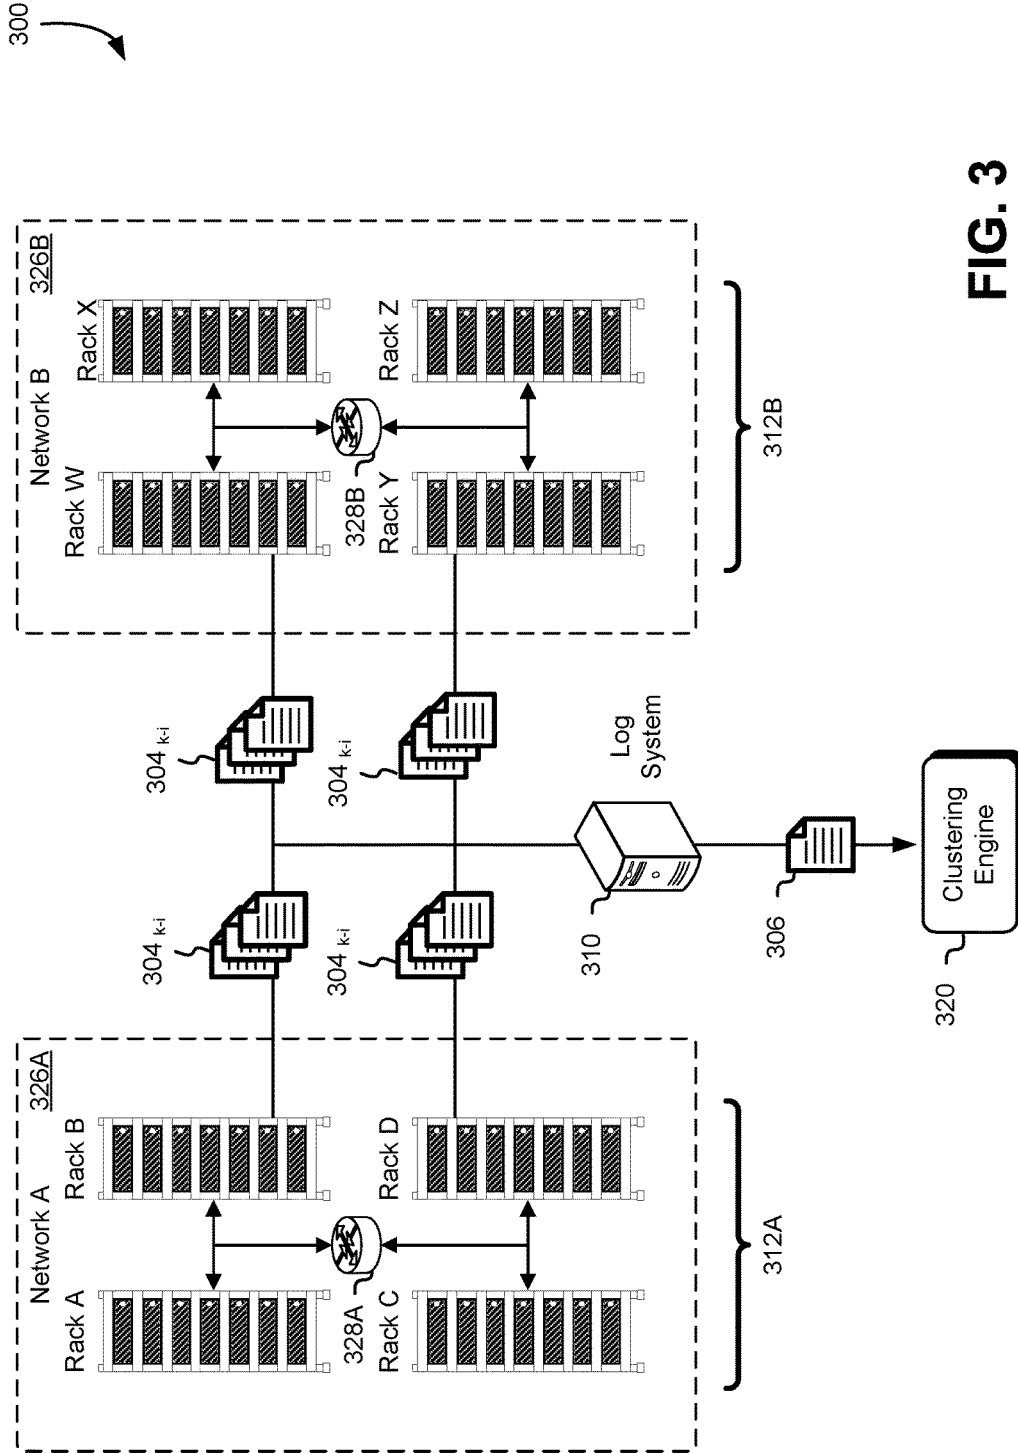 300
Network A
326A
Rack A
Rack B
328A
Rack C
Rack D
312A
304 k-i
304 k-i
304 k-i
304 k-i
Network B
326B
Rack W
Rack X
328B
Rack Y
Rack Z
312B
Log
System
310
306
Clustering
Engine
320
FIG. 3